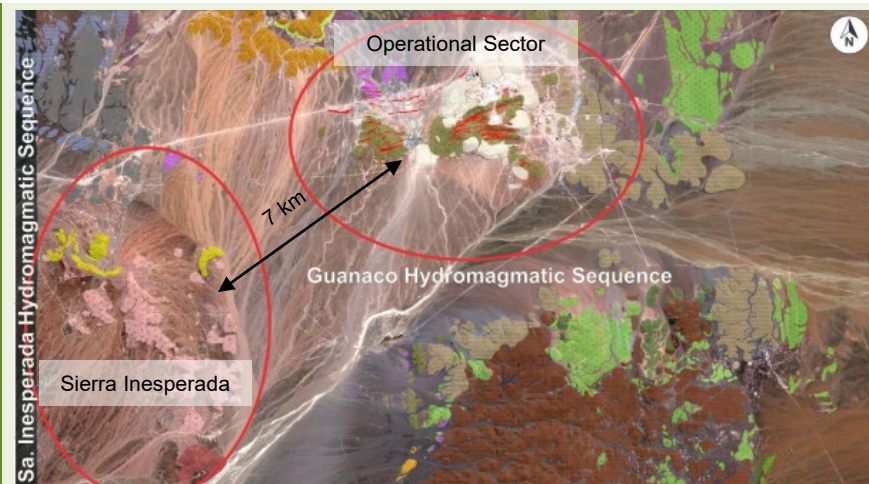 Operational Sector
N
Sa. Inesperada Hydromagmatic Sequence
7 km
Guanaco Hydromagmatic Sequence
Sierra Inesperada